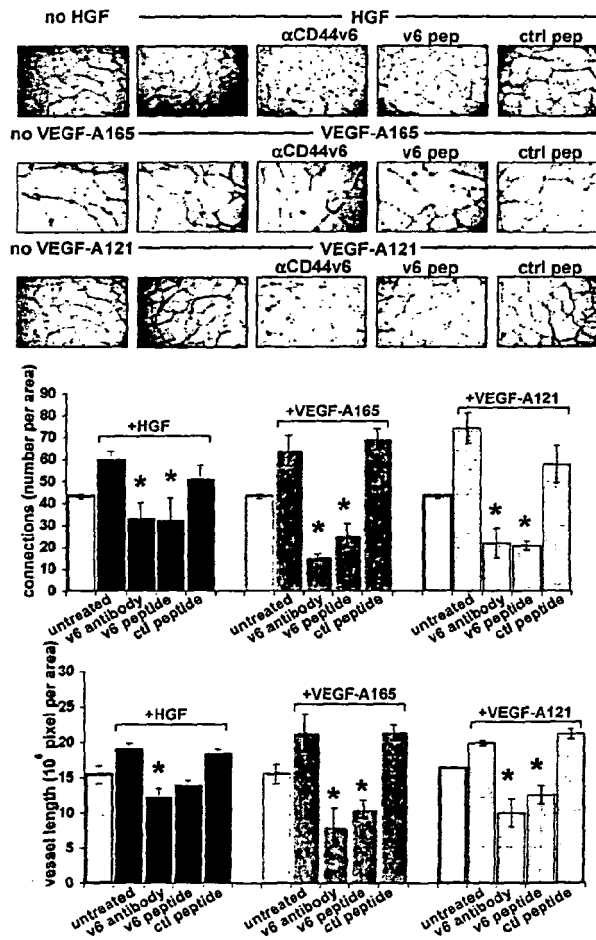 no HGF HGF
αCD44v6 v6 pep ctrl pep
no VEGF-A165 VEGF-A165
αCD44v6 v6 pep ctrl pep
no VEGF-A121 VEGF-A121
αCD44v6 v6 pep ctrl pep
connections (number per area)
90
80
70
60
50
40
30
20
10
0
+HGF
+VEGF-A165
+VEGF-A121
* * * * * *
untreated v6 antibody v6 peptide ctl peptide
untreated v6 antibody v6 peptide ctl peptide
untreated v6 antibody v6 peptide ctl peptide
vessel length (10⁶ pixel per area)
30
25
20
15
10
5
0
+HGF
+VEGF-A165
+VEGF-A121
* * * * *
untreated v6 antibody v6 peptide ctl peptide
untreated v6 antibody v6 peptide ctl peptide
untreated v6 antibody v6 peptide ctl peptide